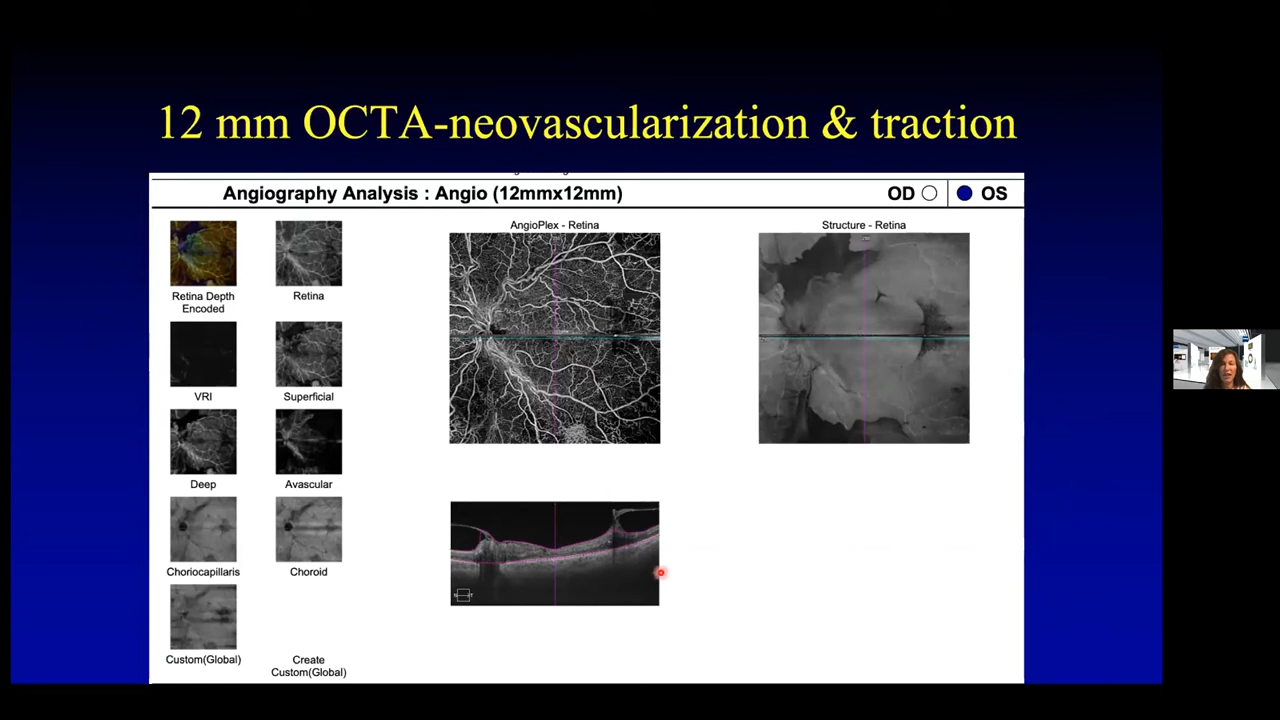 12 mm OCTA-neovascularization & traction
Angiography Analysis : Angio (12mmx12mm)
OD
OS
Retina Depth
Encoded
Retina
VRI
Superficial
Deep
Avascular
Choriocapillaris
Choroid
Custom(Global)
Create
Custom(Global)
AngioPlex - Retina
Structure - Retina